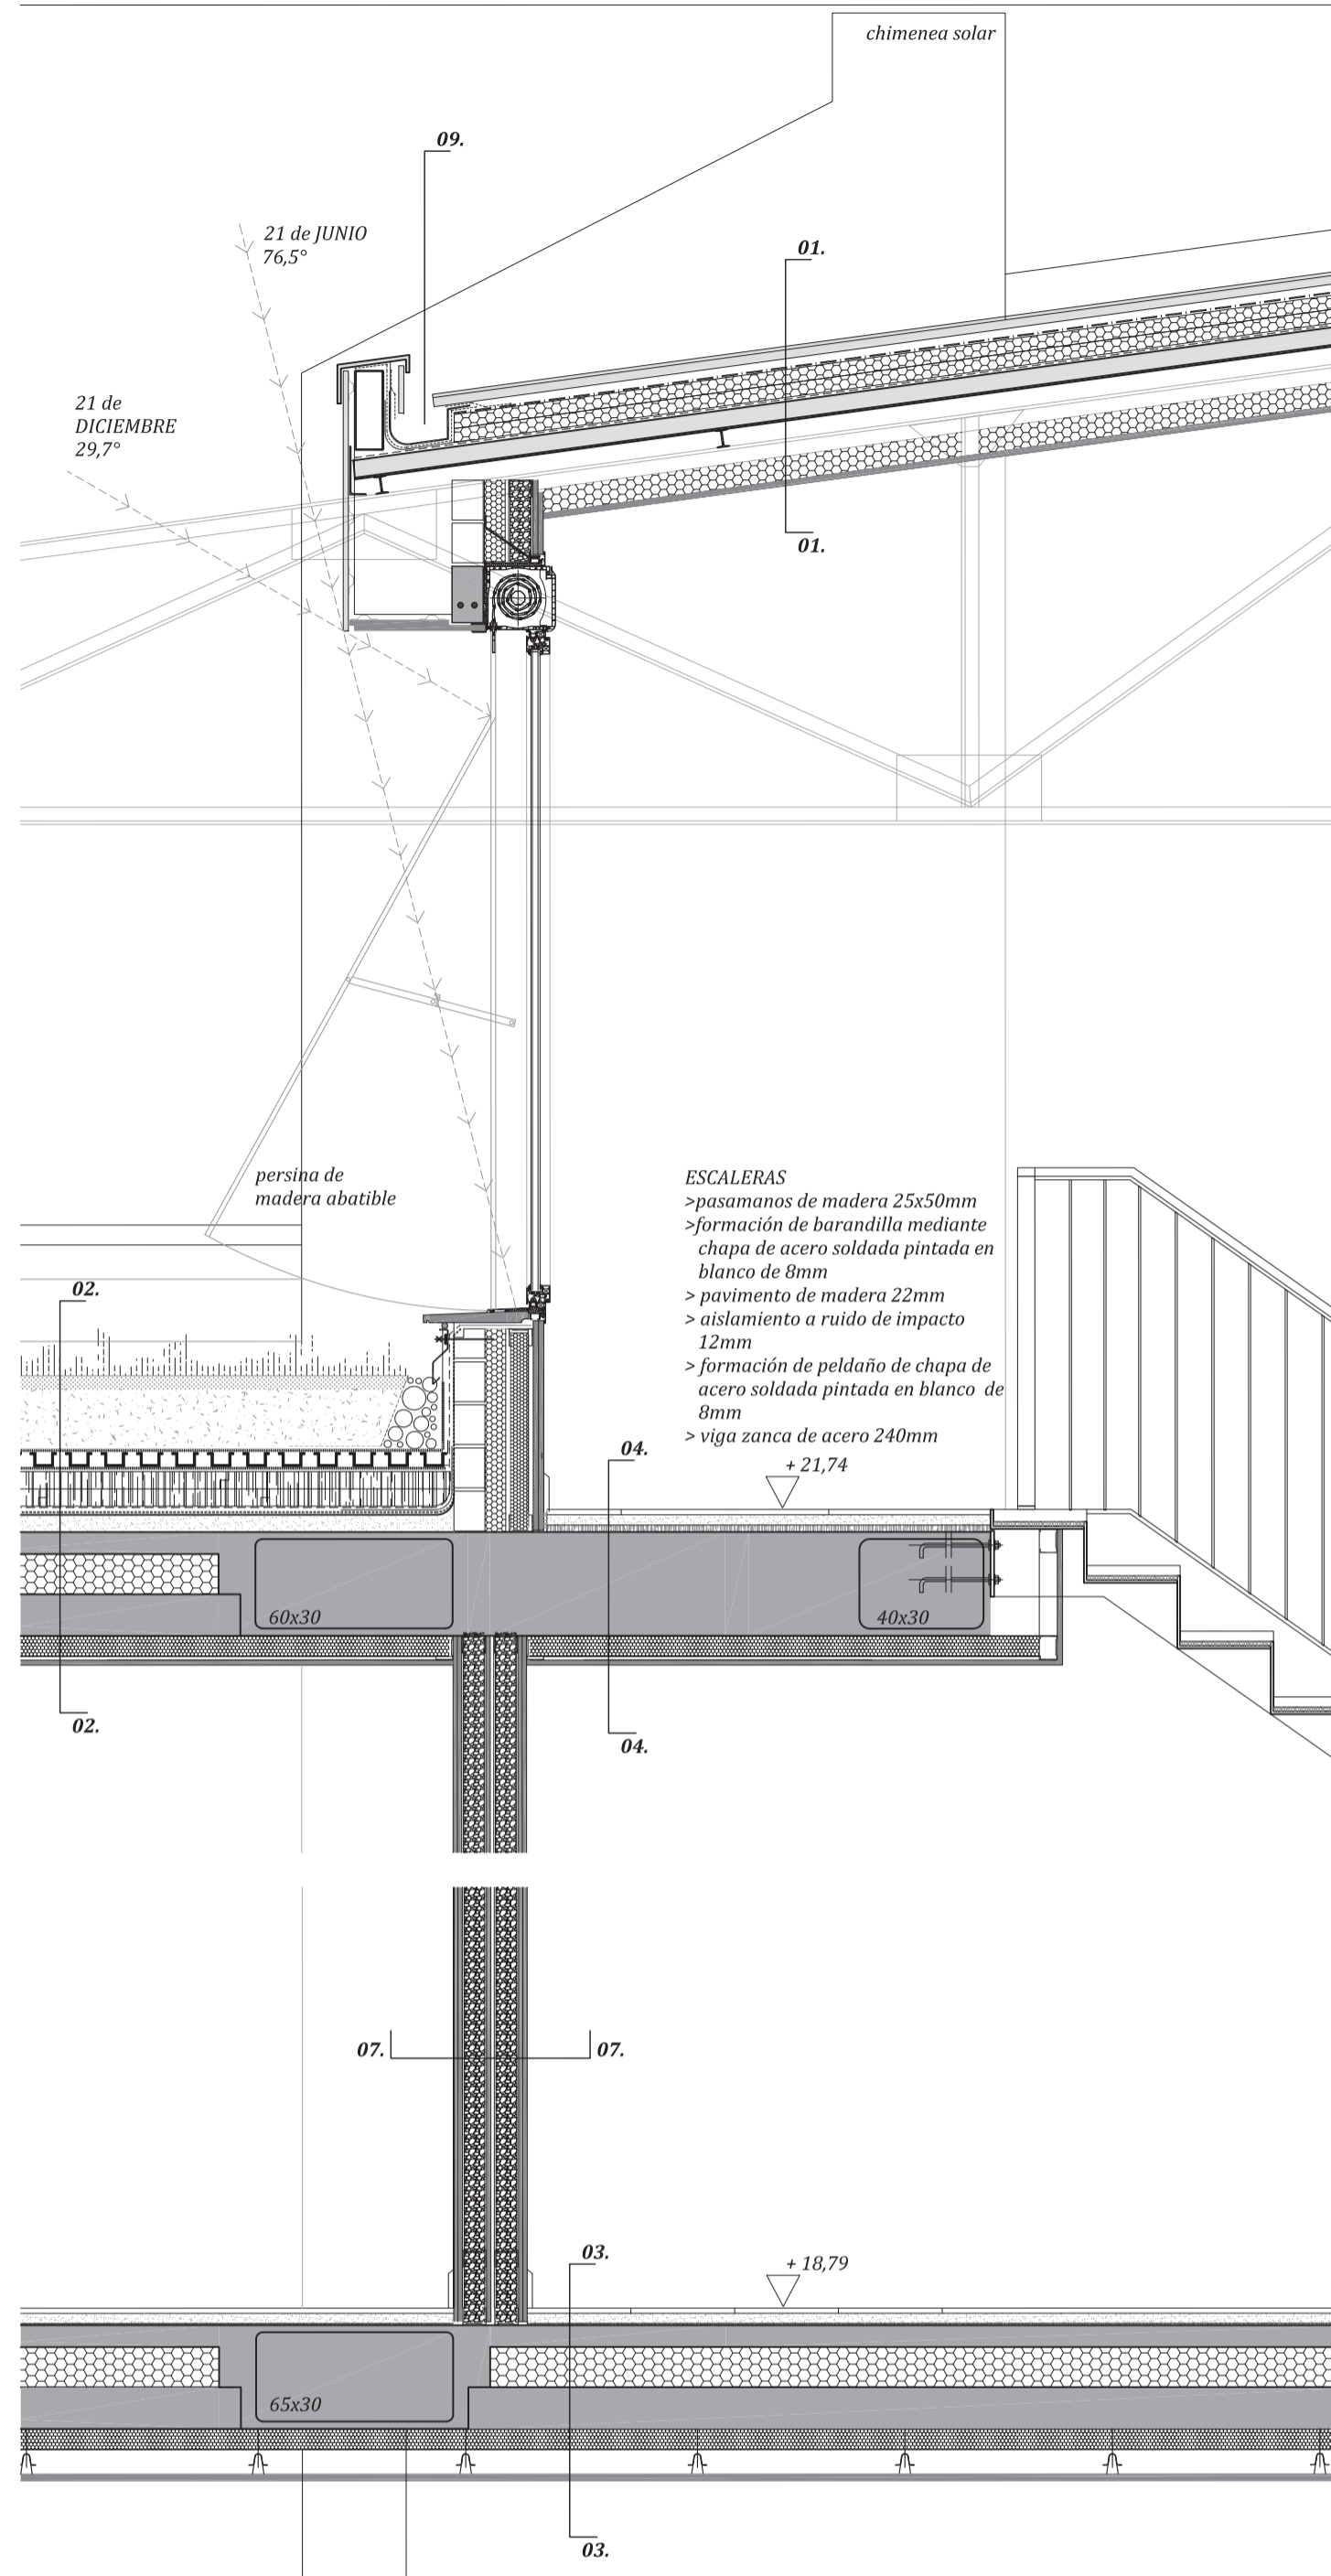 chimenea solar
09.
21 de JUNIO
76,5°
01.
21 de
DICIEMBRE
29,7°
01.
persina de
madera abatible
ESCALERAS
>pasamanos de madera 25x50mm
>formación de barandilla mediante
chapa de acero soldada pintada en
blanco de 8mm
> pavimento de madera 22mm
> aislamiento a ruido de impacto
12mm
> formación de peldaño de chapa de
acero soldada pintada en blanco de
8mm
> viga zanca de acero 240mm
02.
04.
+ 21,74
60x30
40x30
02.
04.
07.
07.
03.
+ 18,79
65x30
03.